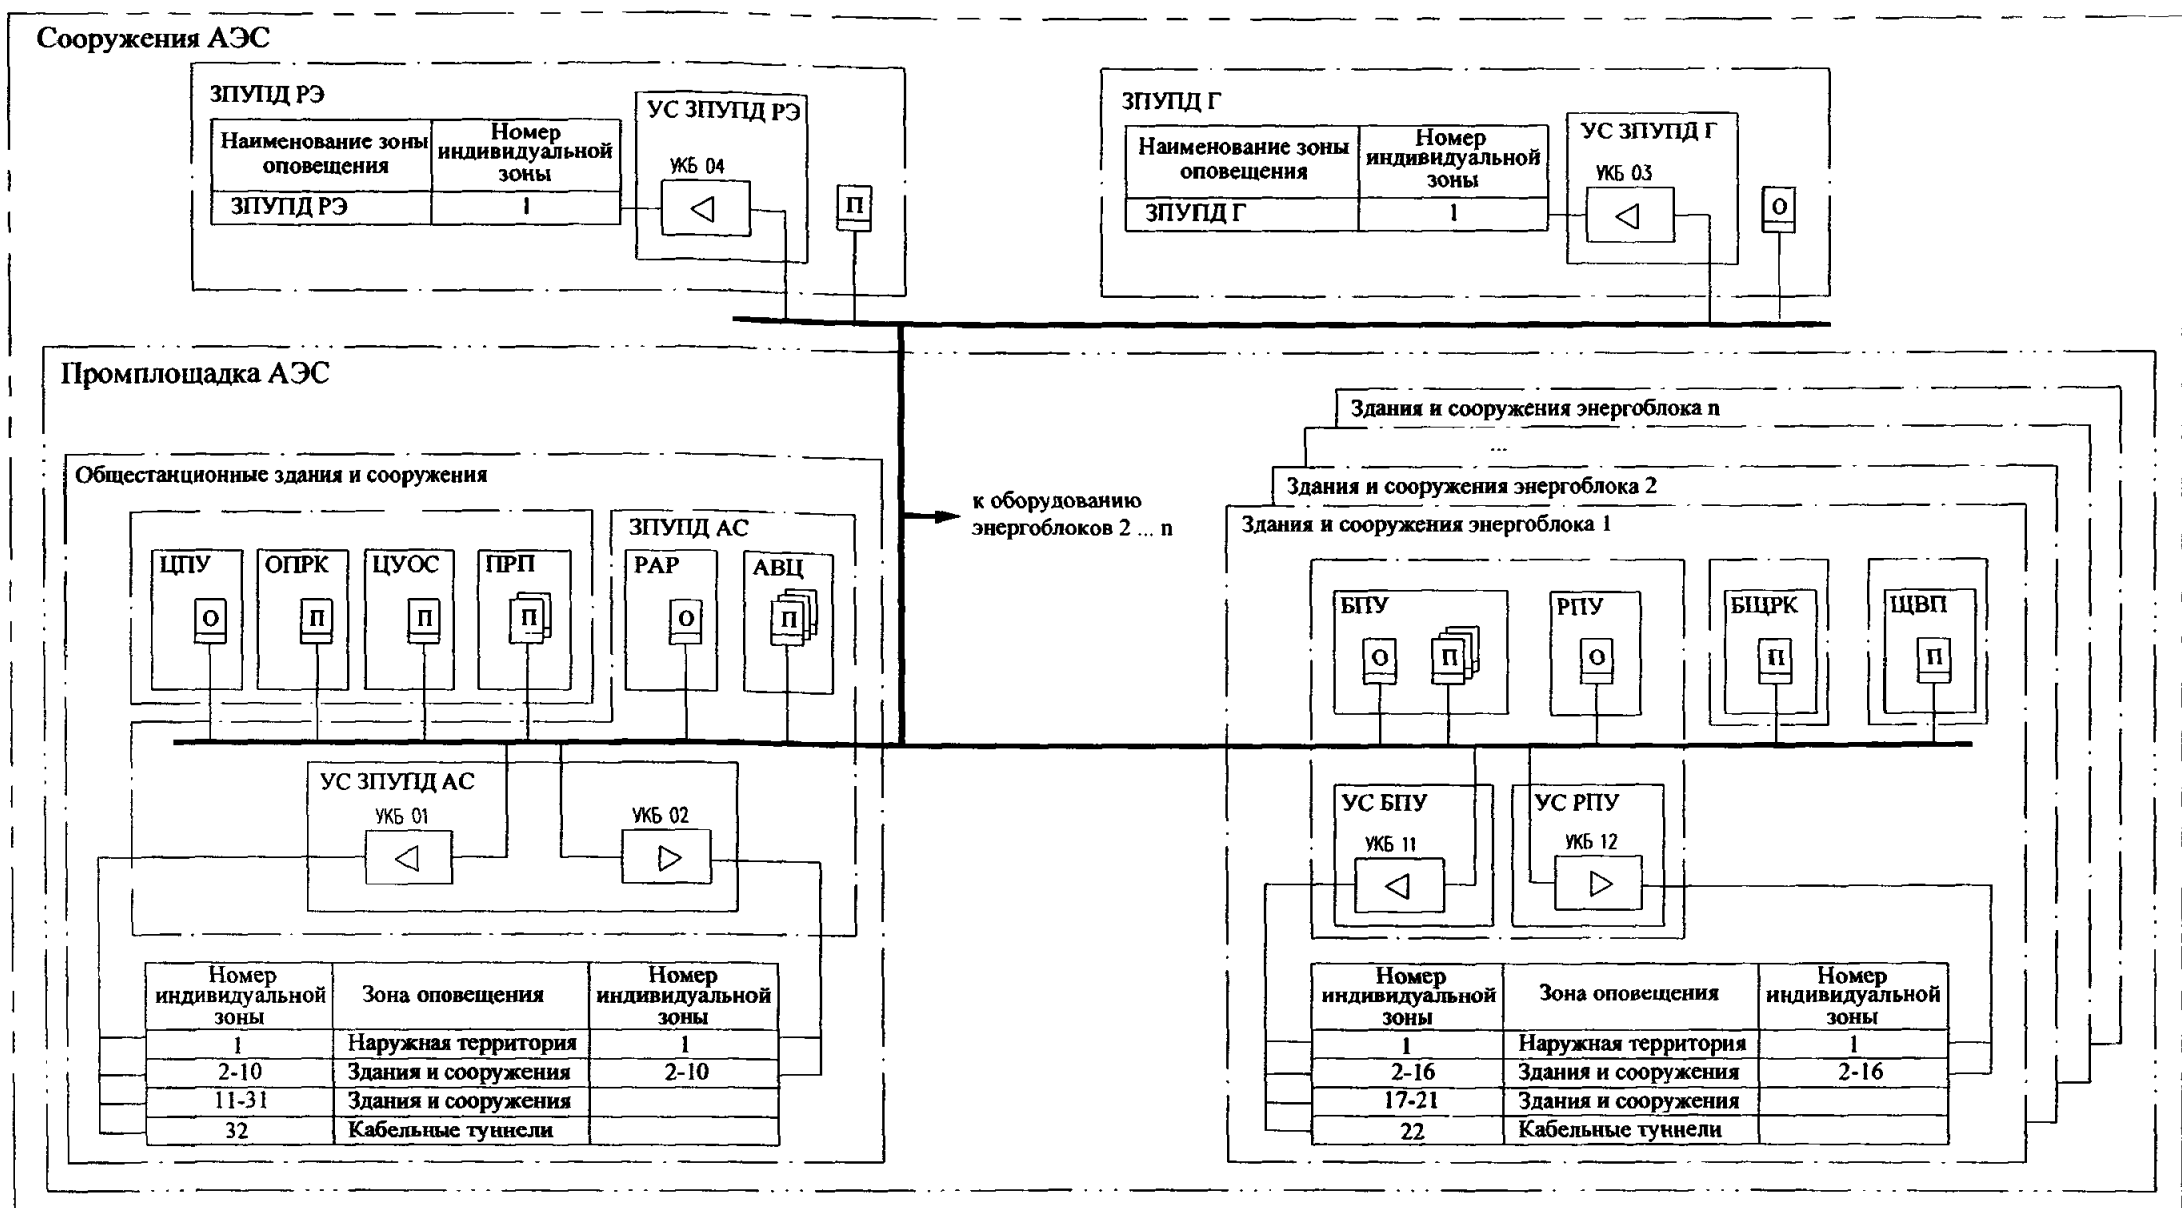 Сооружения АЭС
ЗПУПД РЭ
УС ЗПУПД РЭ
Наименование зоны
оповещения
Номер
индивидуальной
зоны
УКБ 04
ЗПУПД РЭ
1
П
ЗПУПД Г
УС ЗПУПД Г
Наименование зоны
оповещения
Номер
индивидуальной
зоны
УКБ 03
ЗПУПД Г
1
О
Промплощадка АЭС
Общестанционные здания и сооружения
ЦПУ
О
ОПРК
П
ЦУОС
П
ПРП
П
ЗПУПД АС
РАР
О
АВЦ
П
УС ЗПУПД АС
УКБ 01
УКБ 02
Номер
индивидуальной
зоны
Зона оповещения
Номер
индивидуальной
зоны
1 Наружная территория 1
2-10 Здания и сооружения 2-10
11-31 Здания и сооружения
32 Кабельные туннели
к оборудованию
энергоблоков 2 ... n
Здания и сооружения энергоблока n
...
Здания и сооружения энергоблока 2
Здания и сооружения энергоблока 1
БПУ
О
П
РПУ
О
БЩРК
П
ЩВП
П
УС БПУ
УКБ 11
УС РПУ
УКБ 12
Номер
индивидуальной
зоны
Зона оповещения
Номер
индивидуальной
зоны
1 Наружная территория 1
2-16 Здания и сооружения 2-16
17-21 Здания и сооружения
22 Кабельные туннели